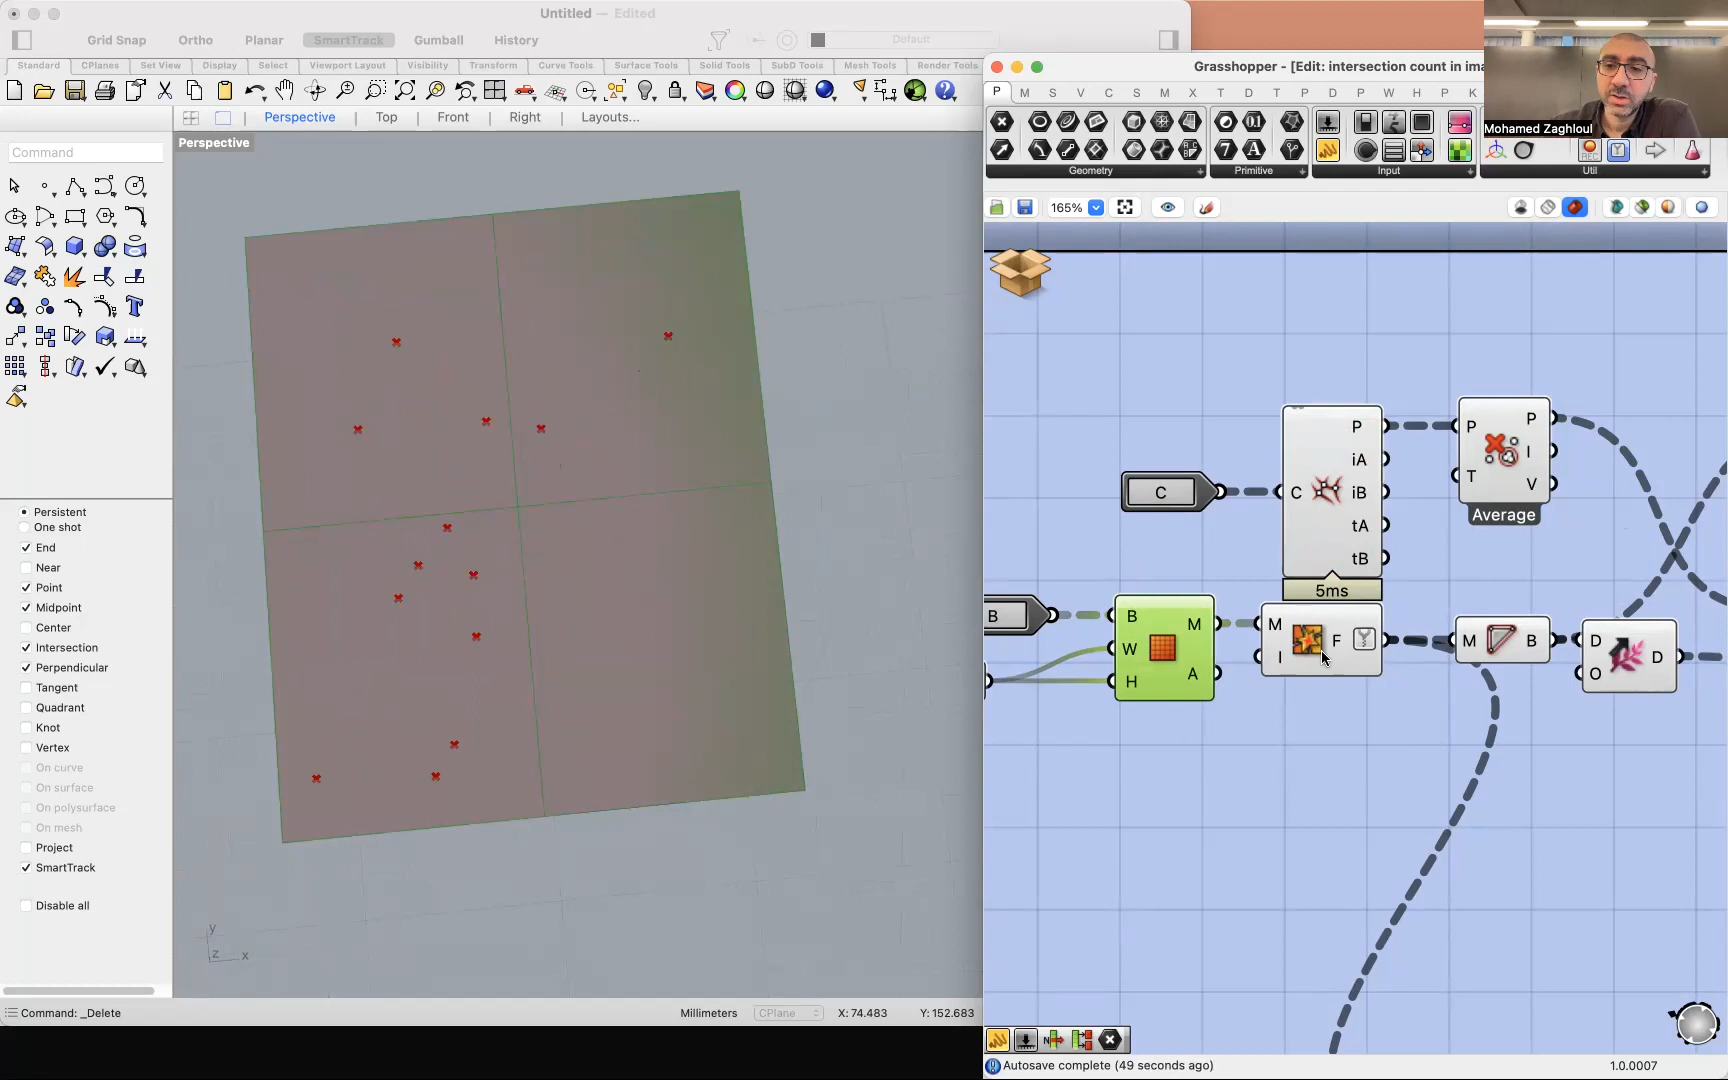 Untitled — Edited
Grid Snap
Ortho
Planar
SmartTrack
Gumball
History
Default
Standard
CPlanes
Set View
Display
Select
Viewport Layout
Visibility
Transform
Curve Tools
Surface Tools
Solid Tools
SubD Tools
Mesh Tools
Render Tools
Perspective
Top
Front
Right
Layouts...
Command
Perspective
Persistent
One shot
End
Near
Point
Midpoint
Center
Intersection
Perpendicular
Tangent
Quadrant
Knot
Vertex
On curve
On surface
On polysurface
On mesh
Project
SmartTrack
Disable all
y
z
x
Command: _Delete
Millimeters
CPlane
X: 74.483
Y: 152.683
Grasshopper - [Edit: intersection count in ima
P M S V C S M X T D T P D P W H P K
Mohamed Zaghloul
Geometry
Primitive
Input
Util
165%
C
C
P
iA
iB
tA
tB
5ms
P
T
P
I
V
Average
B
B
W
H
M
A
M
I
F
M
B
D
O
D
Autosave complete (49 seconds ago)
1.0.0007